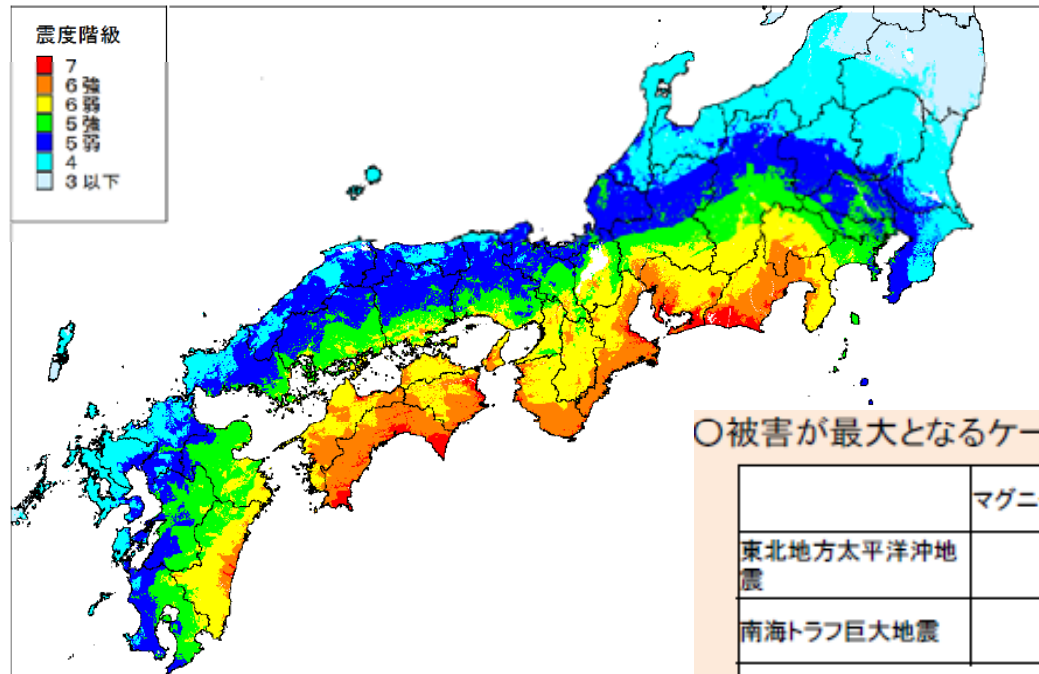 震度階級
7
6強
6弱
5強
5弱
4
3以下
○被害が最大となるケー
マグニ
東北地方太平洋沖地
震
南海トラフ巨大地震